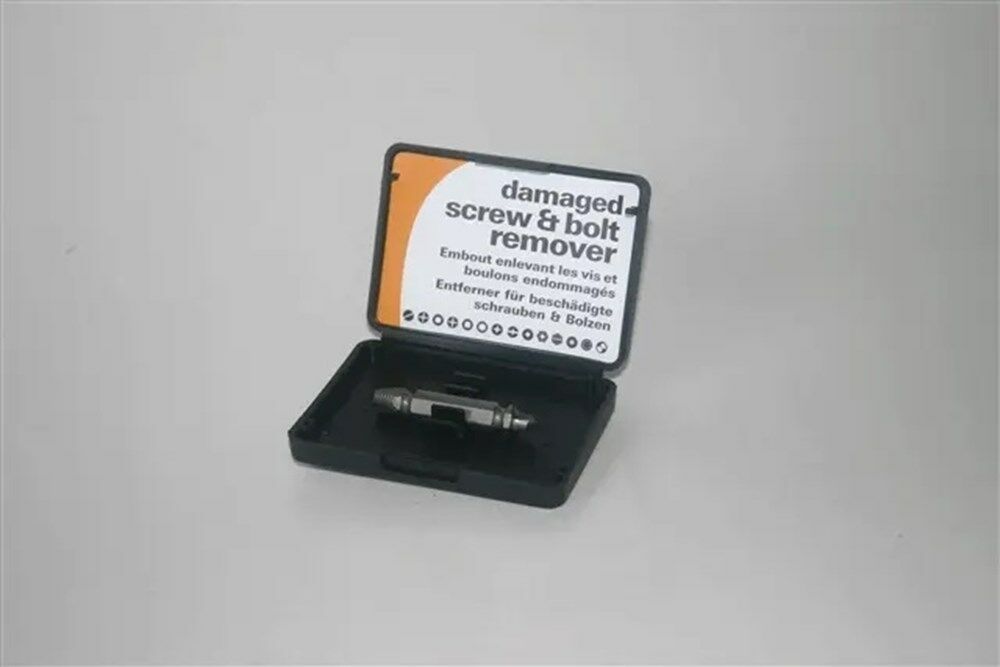 damaged
screw & bolt
remover
Embout enlevant les vis et
boulons endommagés
Entferner für beschädigte
schrauben & Bolzen